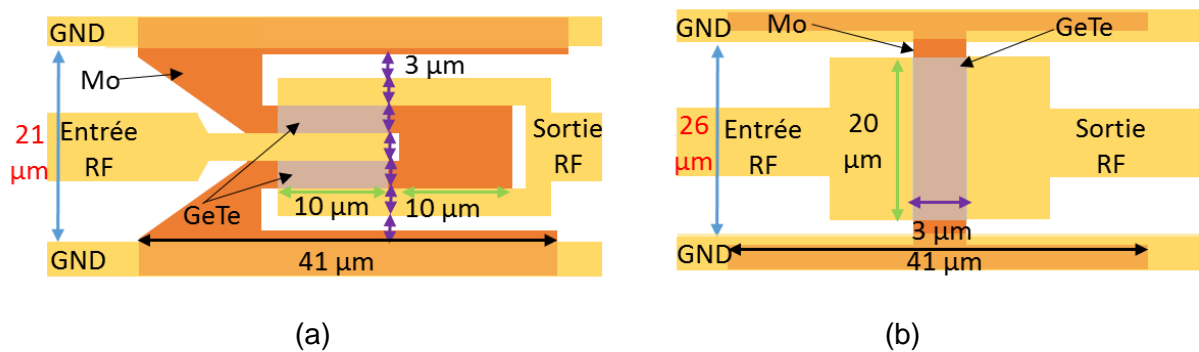 GND
Mo
3 µm
21
µm
Entrée
RF
Sortie
RF
10 µm
10 µm
GeTe
GND
41 µm
(a)
GND
Mo
GeTe
26
µm
Entrée
RF
20
µm
Sortie
RF
3 µm
GND
41 µm
(b)